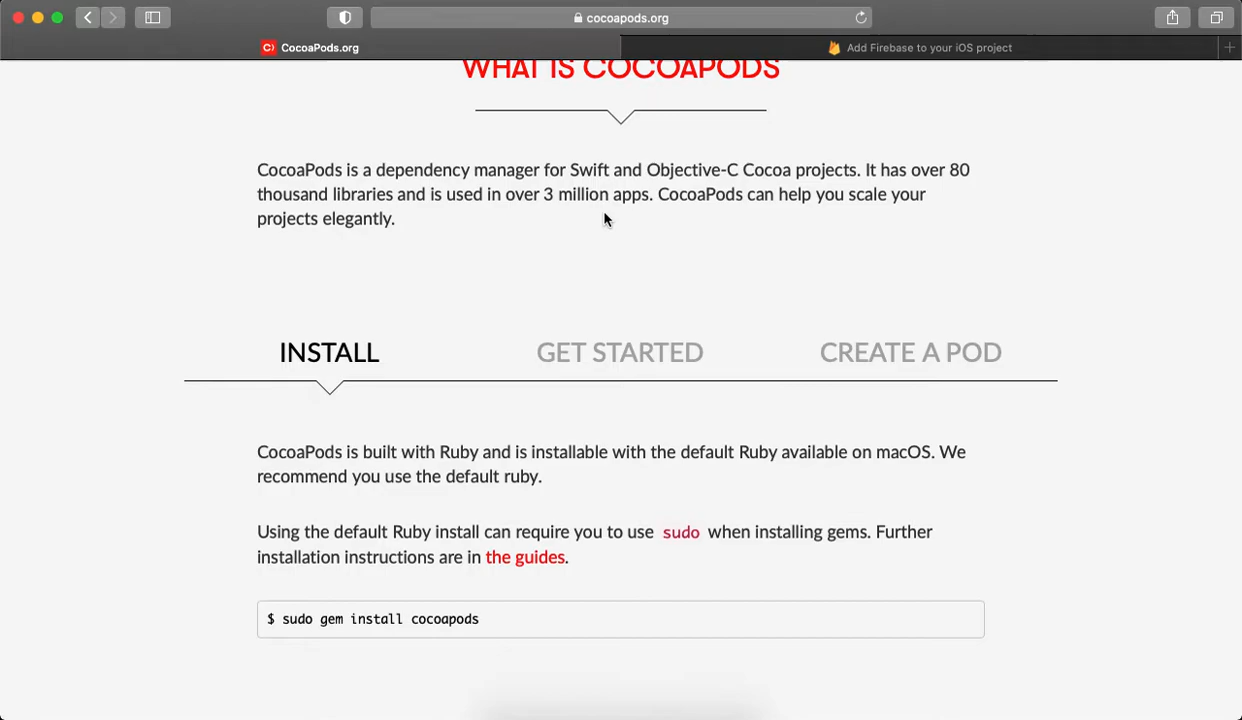 cocoapods.org
CocoaPods.org
Add Firebase to your iOS project
WHAT IS COCOAPODS
CocoaPods is a dependency manager for Swift and Objective-C Cocoa projects. It has over 80
thousand libraries and is used in over 3 million apps. CocoaPods can help you scale your
projects elegantly.
INSTALL
GET STARTED
CREATE A POD
CocoaPods is built with Ruby and is installable with the default Ruby available on macOS. We
recommend you use the default ruby.
Using the default Ruby install can require you to use sudo when installing gems. Further
installation instructions are in the guides.
$ sudo gem install cocoapods